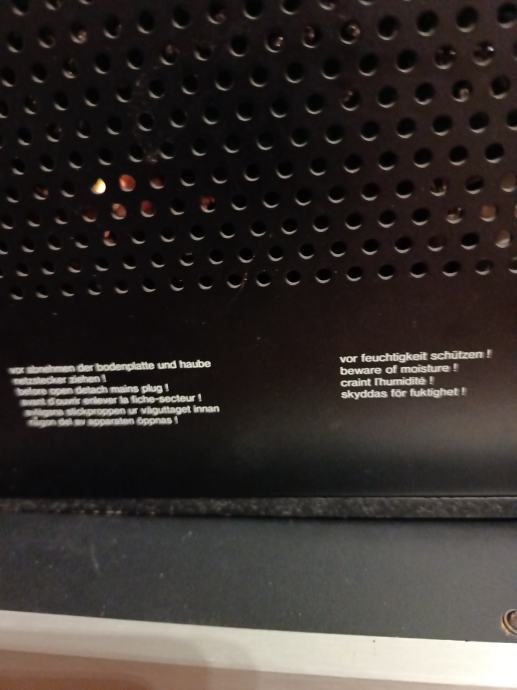 vor abnehmen der bodenplatte und haube
netzstecker ziehen !
before open detach mains plug !
avant d'ouvrir enlever la fiche-secteur !
avlägsna stickproppen ur vägguttaget innan
någon del av apparaten öppnas !
vor feuchtigkeit schützen !
beware of moisture !
craint l'humidité !
skyddas för fuktighet !